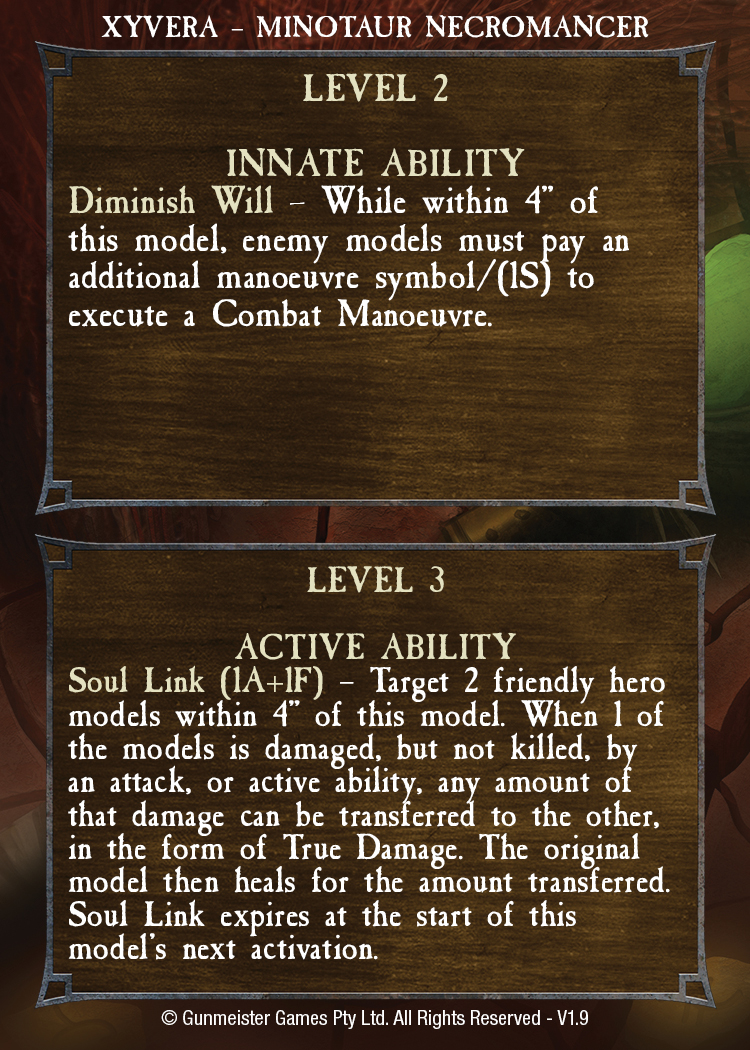 XYVERA – MINOTAUR NECROMANCER
LEVEL 2
INNATE ABILITY
Diminish Will – While within 4" of
this model, enemy models must pay an
additional manoeuvre symbol/(1S) to
execute a Combat Manoeuvre.
LEVEL 3
ACTIVE ABILITY
Soul Link (1A+1F) – Target 2 friendly hero
models within 4" of this model. When 1 of
the models is damaged, but not killed, by
an attack, or active ability, any amount of
that damage can be transferred to the other,
in the form of True Damage. The original
model then heals for the amount transferred.
Soul Link expires at the start of this
model's next activation.
© Gunmeister Games Pty Ltd. All Rights Reserved - V1.9